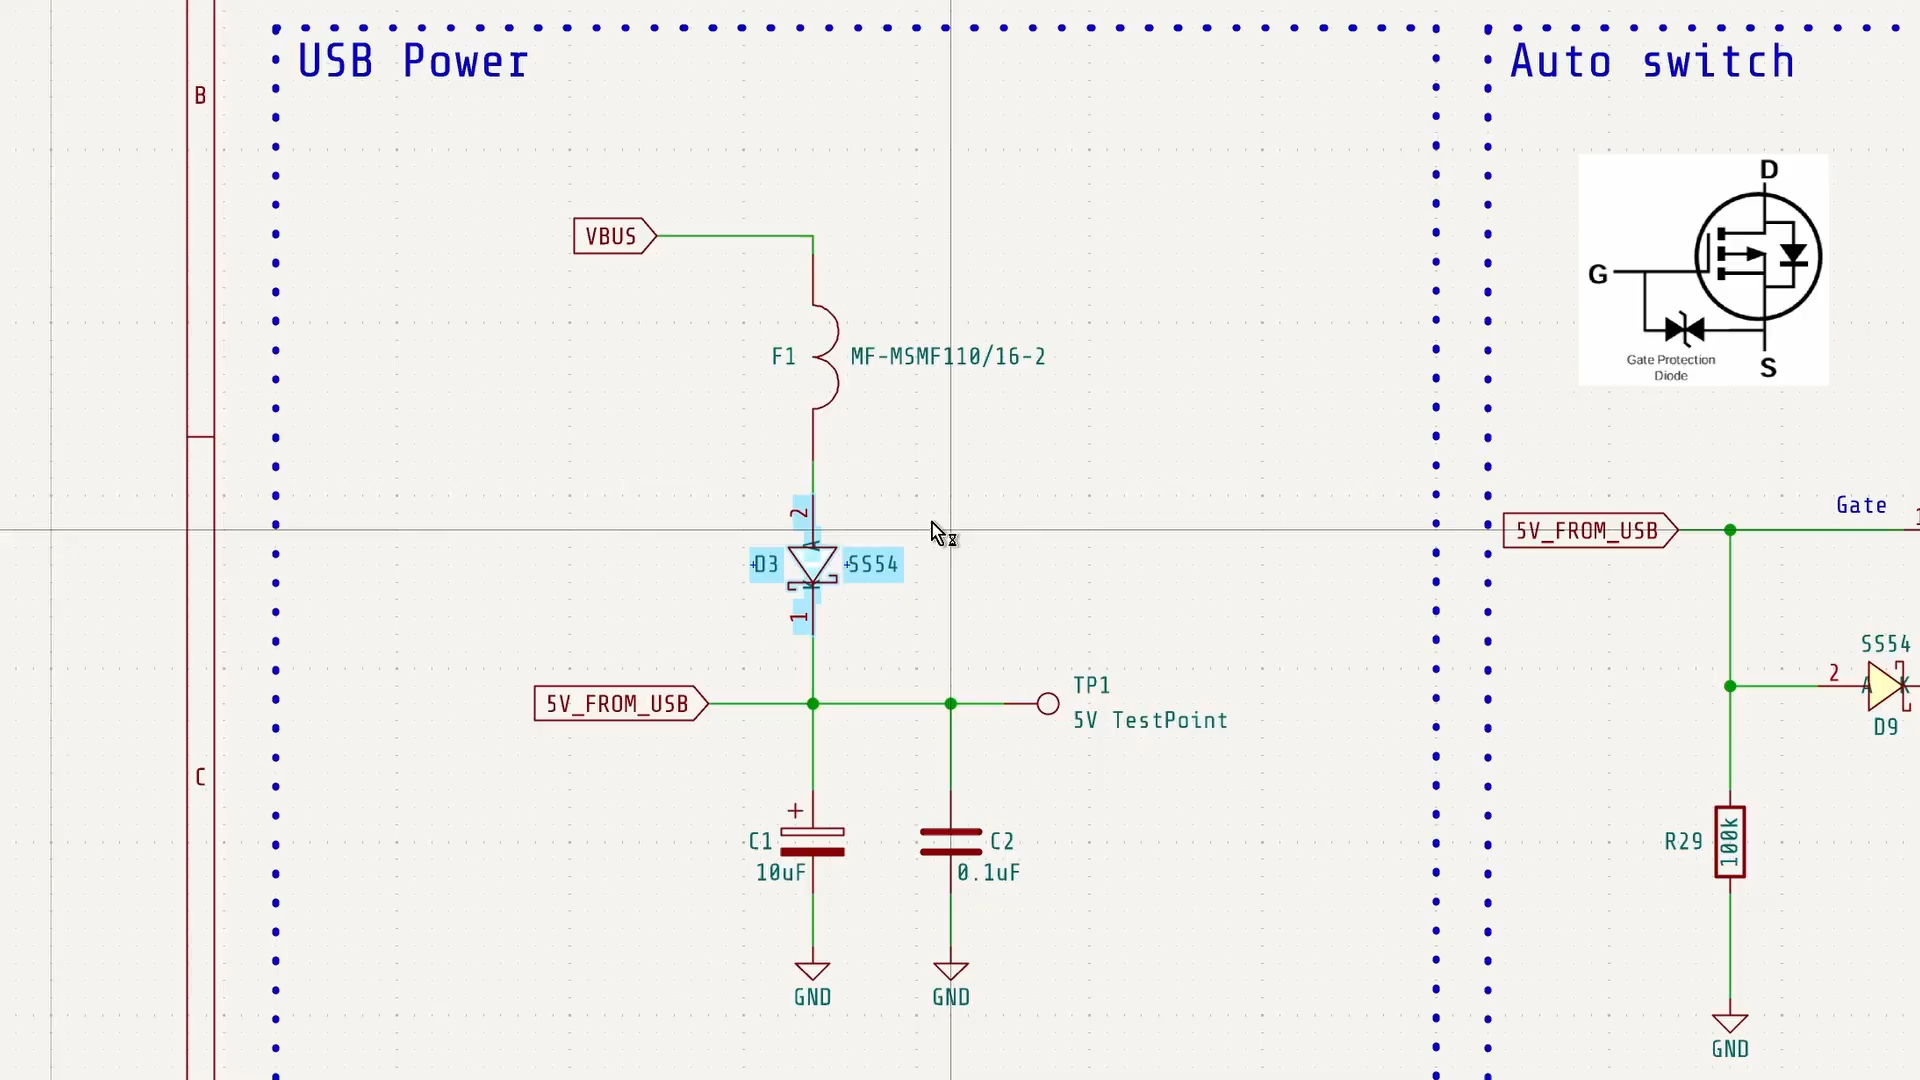 USB Power
Auto switch
B
D
VBUS
G
F1 MF-MSMF110/16-2
Gate Protection
Diode
S
2
Gate
1
5V_FROM_USB
A
D3 SS54
K
1
SS54
2
A K
TP1
5V_FROM_USB
5V TestPoint
D9
C
+
C1
10uF
C2
0.1uF
R29 100k
GND
GND
GND